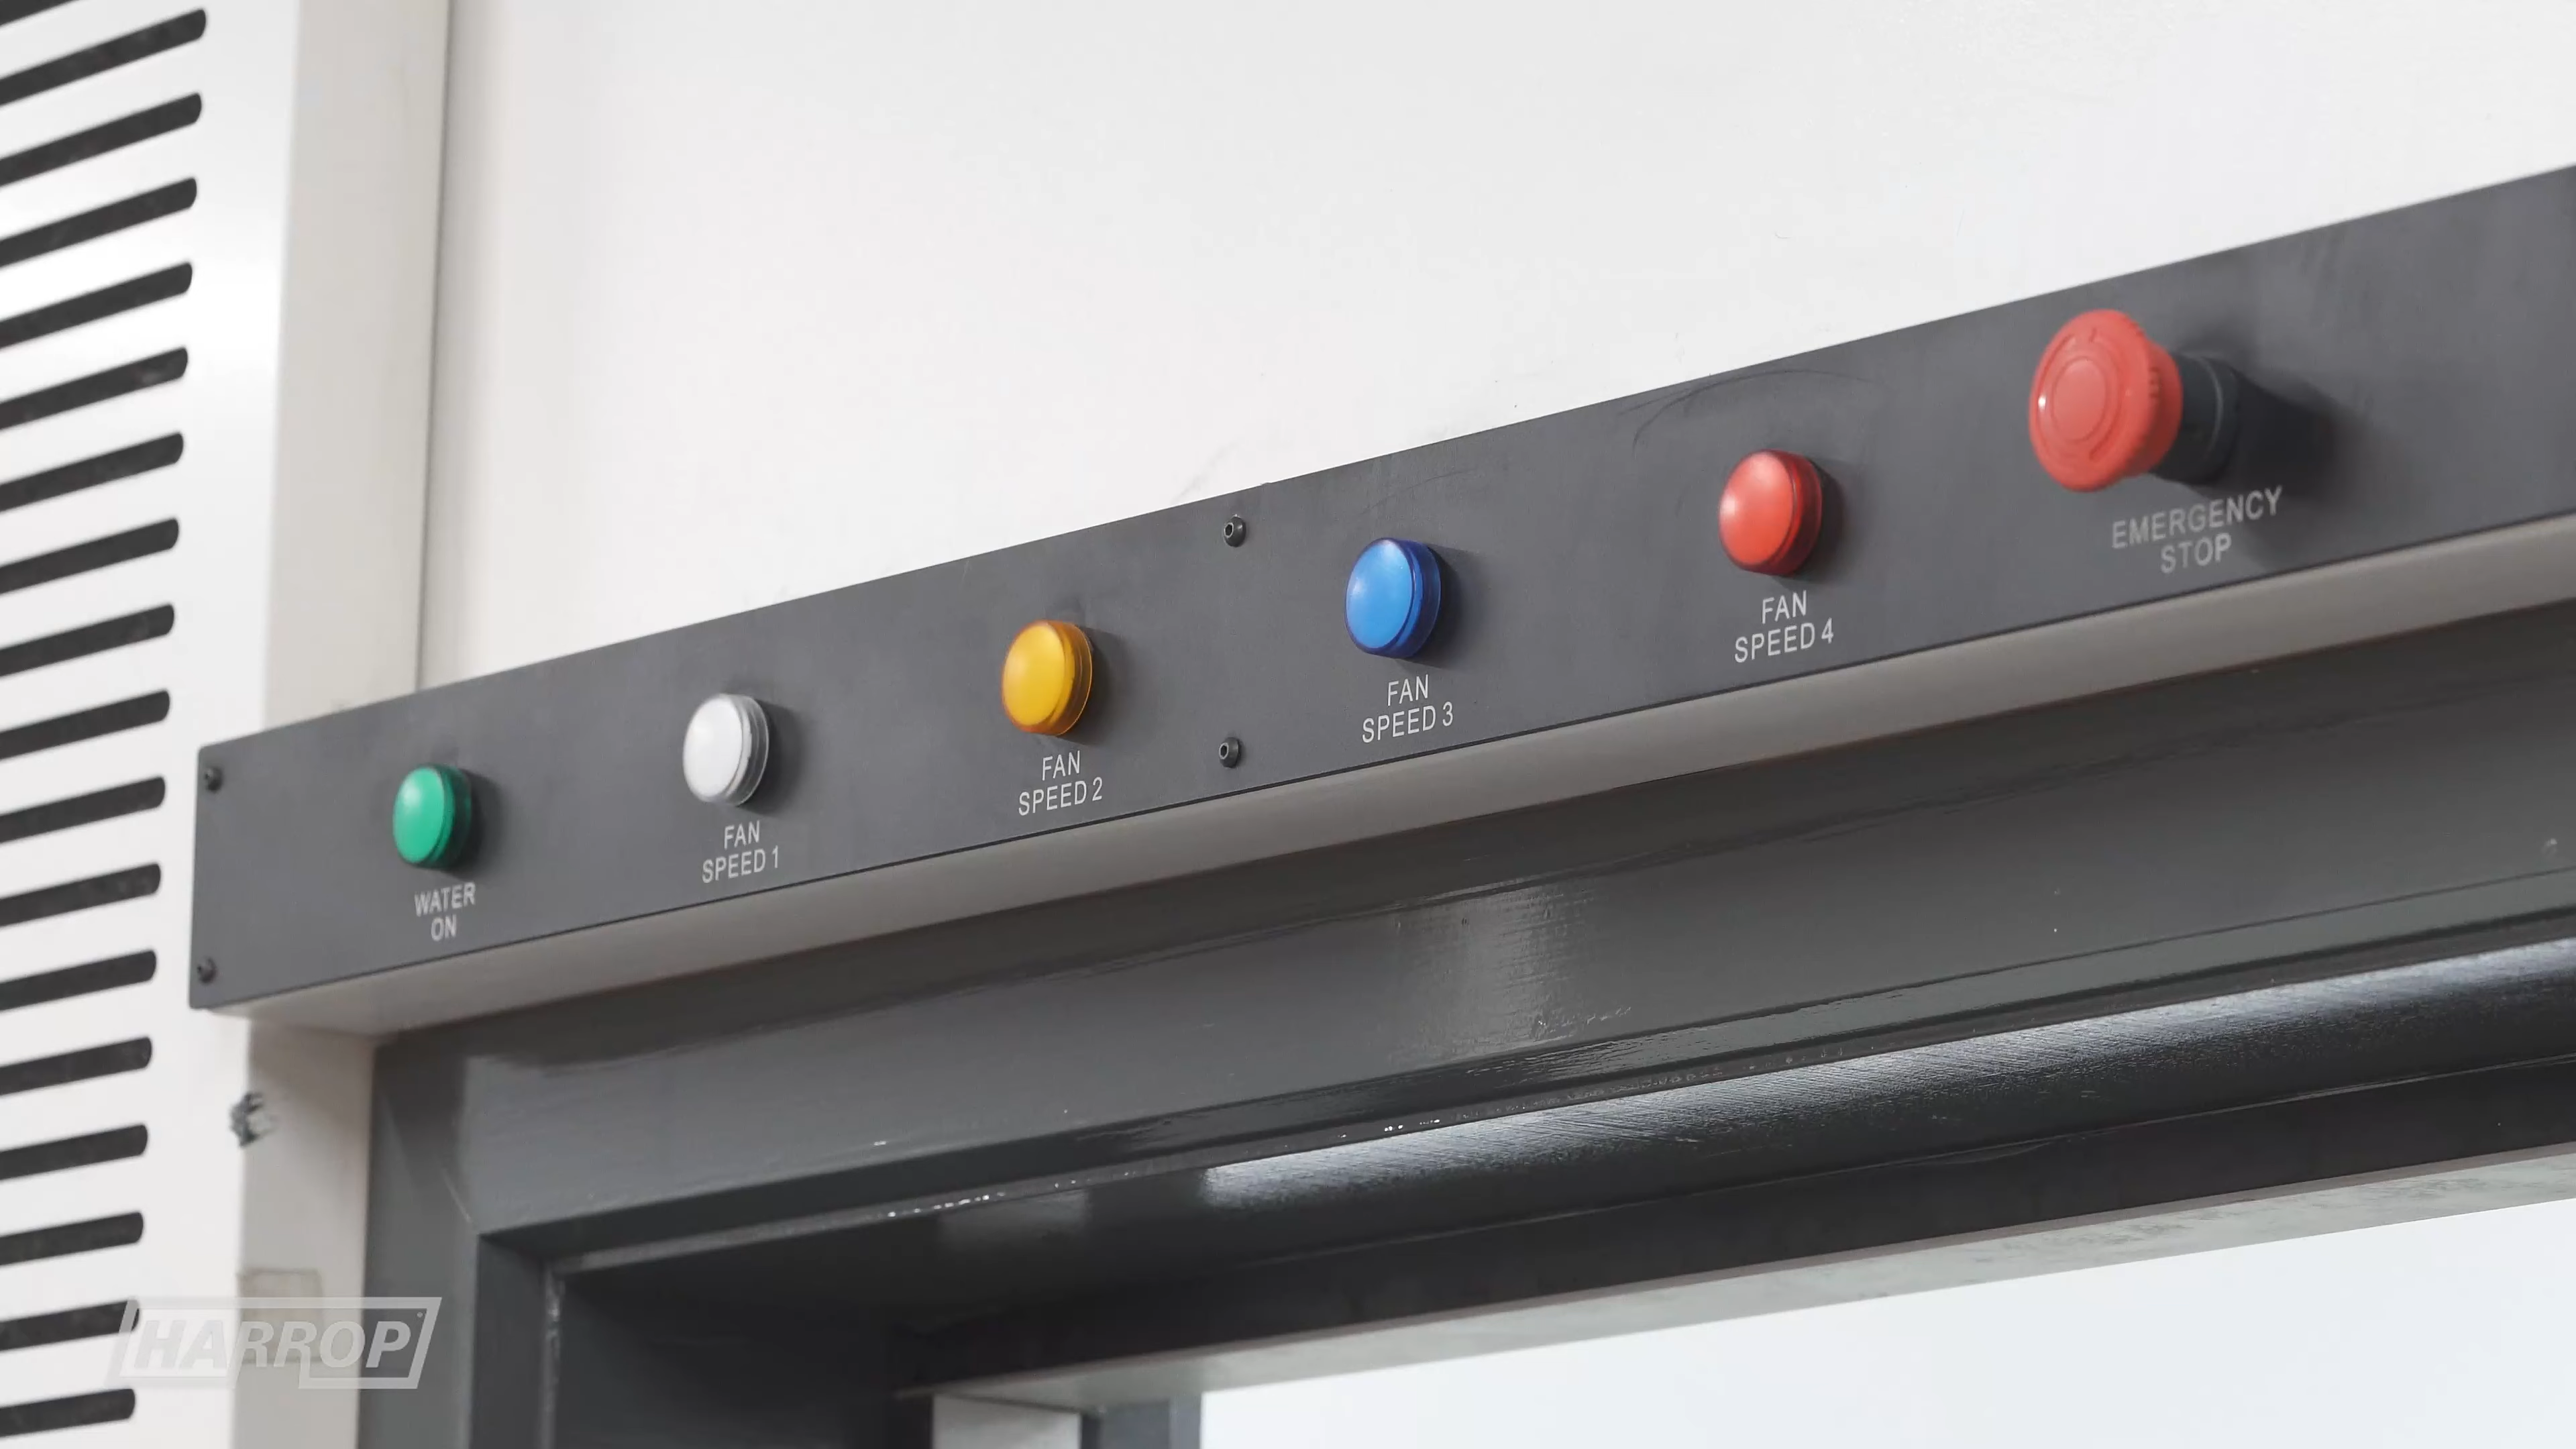 WATER
ON
FAN
SPEED 1
FAN
SPEED 2
FAN
SPEED 3
FAN
SPEED 4
EMERGENCY
STOP
HARROP